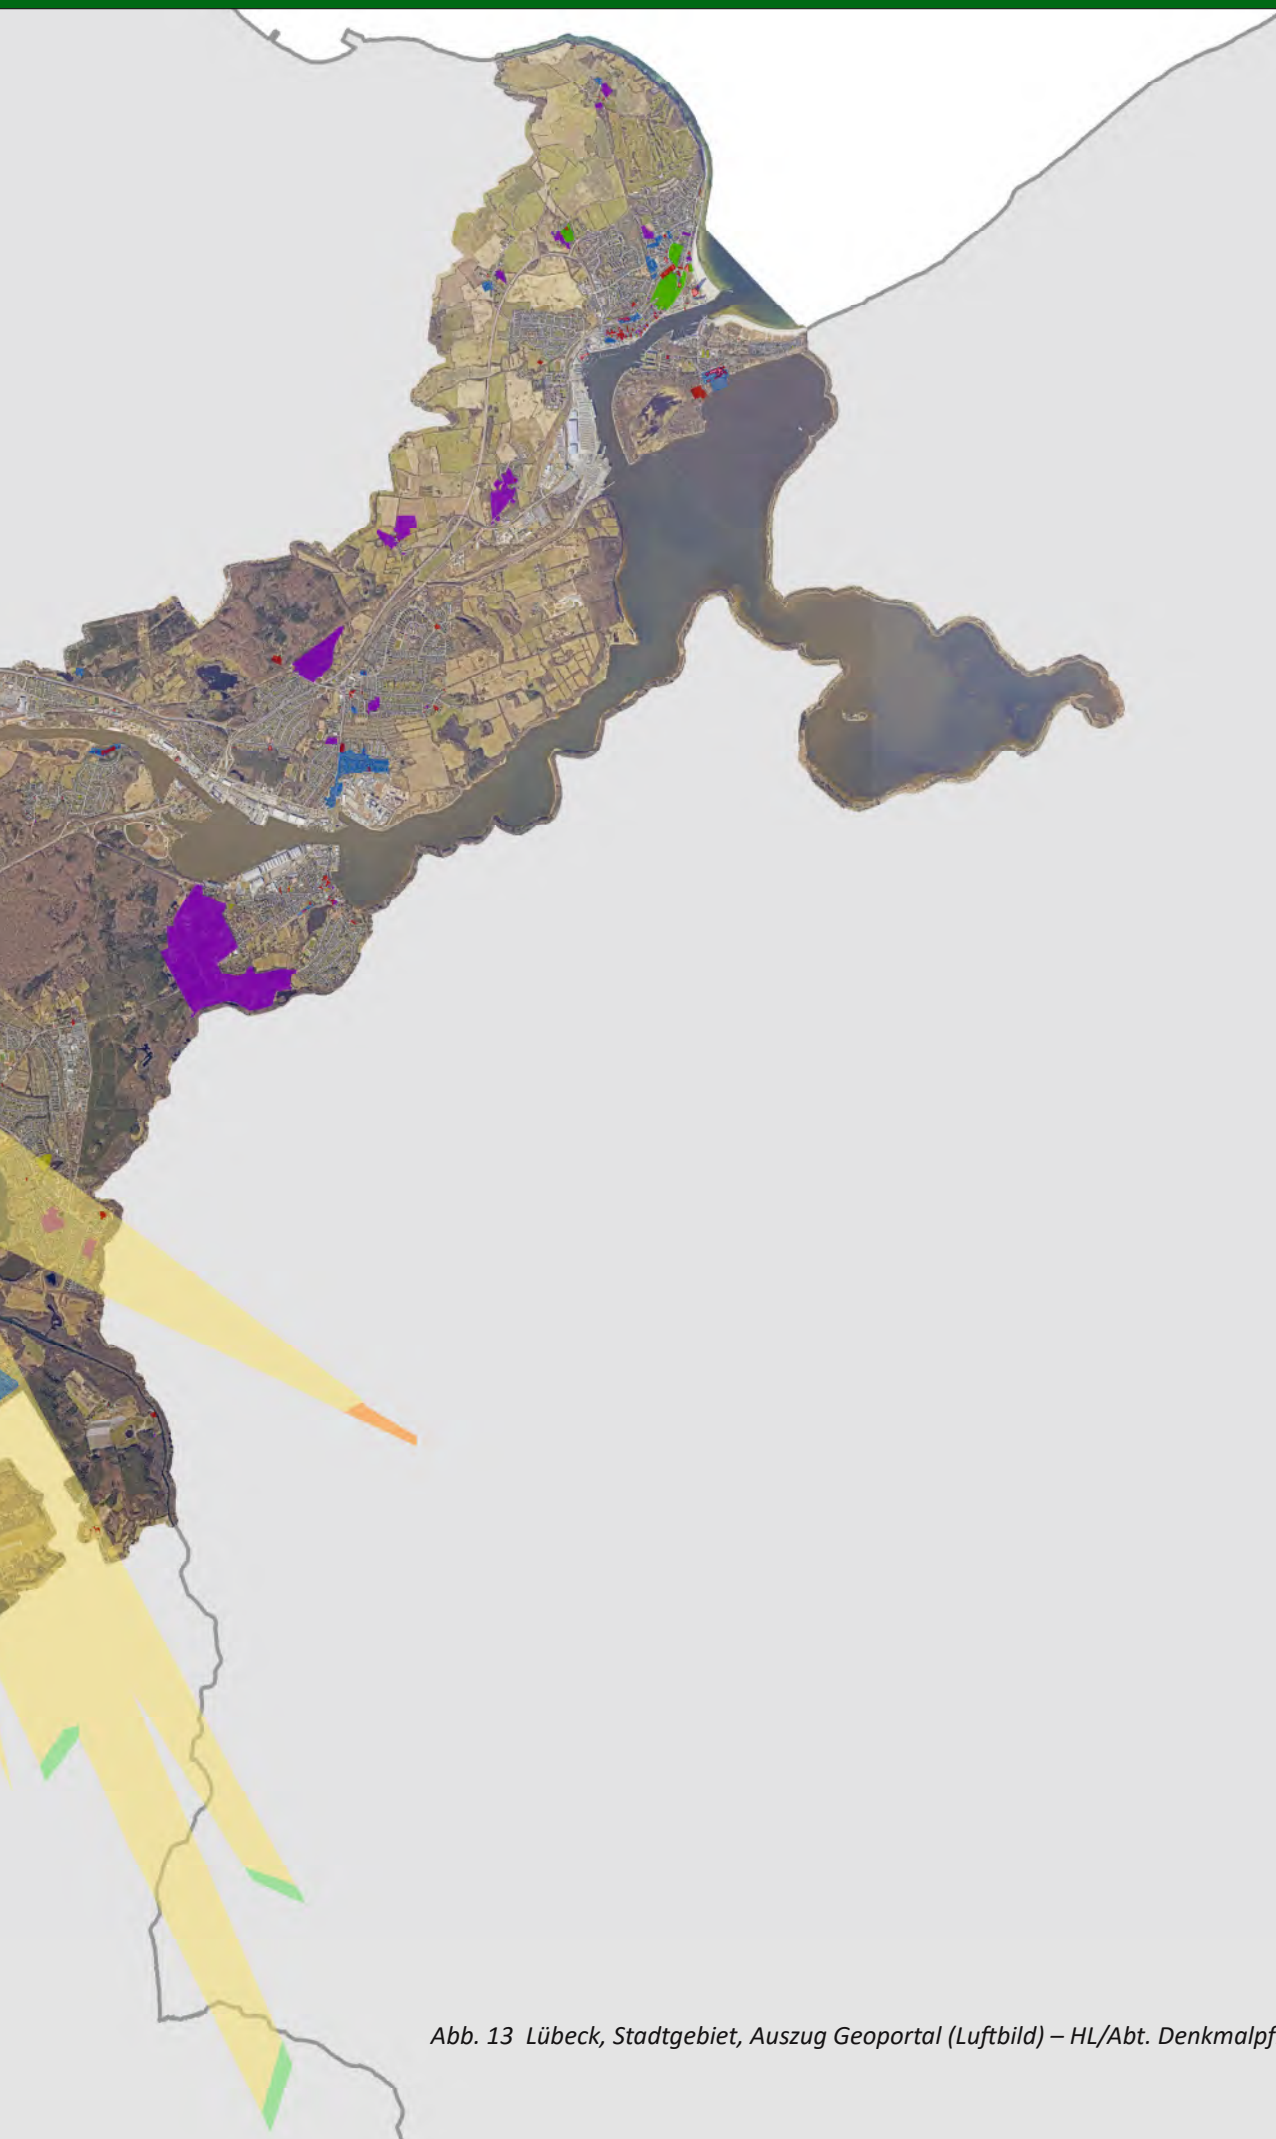 Abb. 13 Lübeck, Stadtgebiet, Auszug Geoportal (Luftbild) – HL/Abt. Denkmalpf